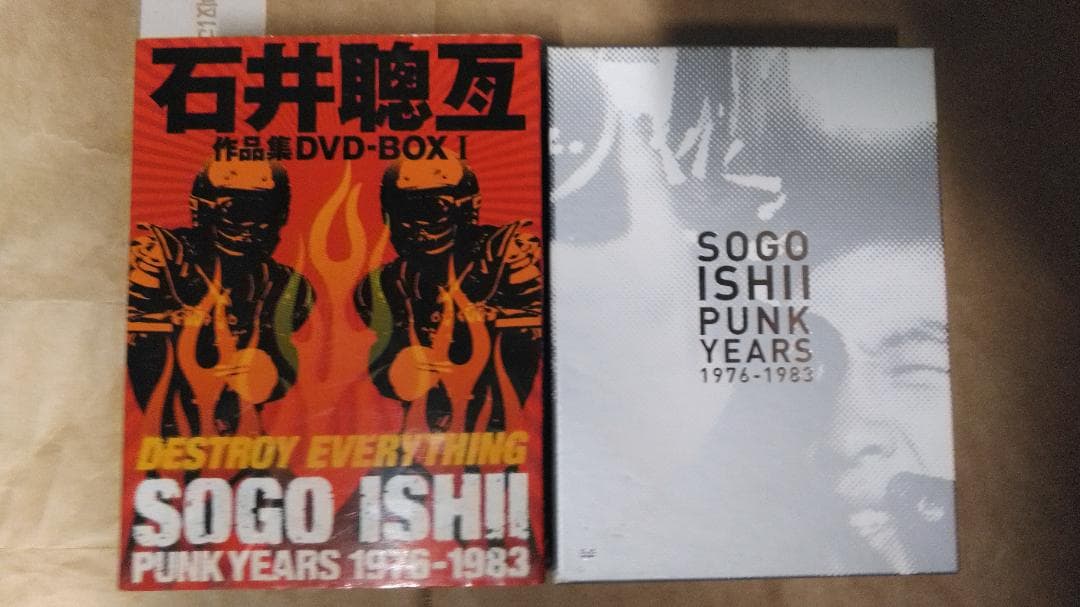 石井聰亙
作品集DVD-BOX I
DESTROY EVERYTHING
SOGO ISHII
PUNK YEARS 1976-1983
SOGO
ISHII
PUNK
YEARS
1976-1983